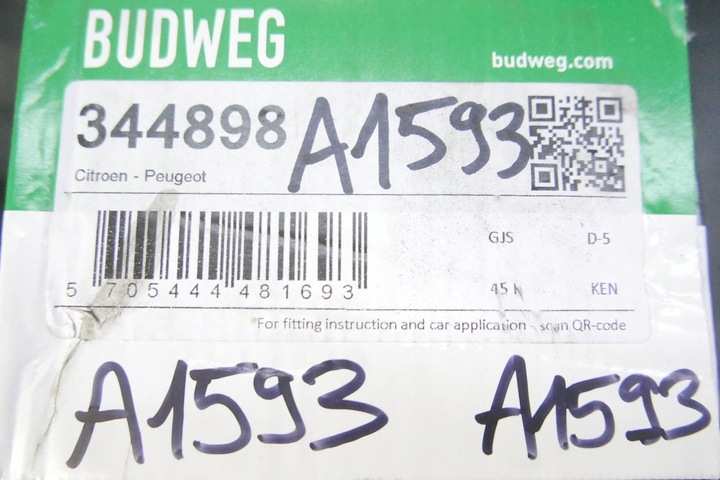 BUDWEG
budweg.com
344898 A1593
Citroen - Peugeot
GJS D-5
5 705444 481693
45 KEN
For fitting instruction and car application - scan QR-code
A1593 A1593